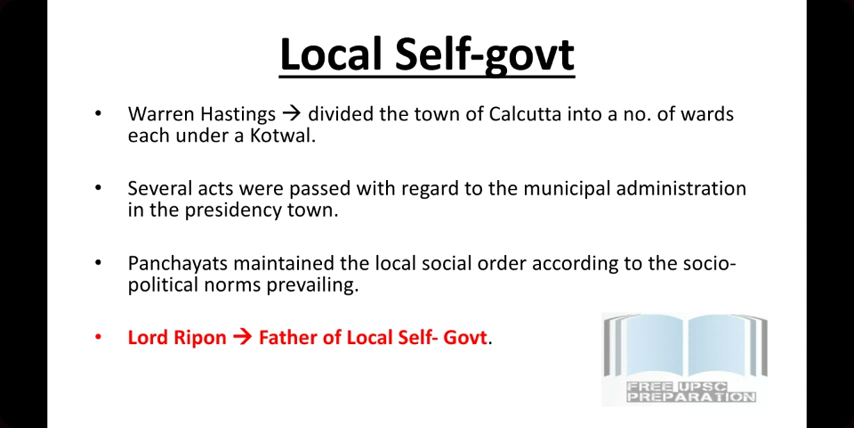 Local Self-govt
• Warren Hastings → divided the town of Calcutta into a no. of wards
each under a Kotwal.
• Several acts were passed with regard to the municipal administration
in the presidency town.
• Panchayats maintained the local social order according to the socio-
political norms prevailing.
• Lord Ripon → Father of Local Self- Govt.
FREE UPSC
PREPARATION